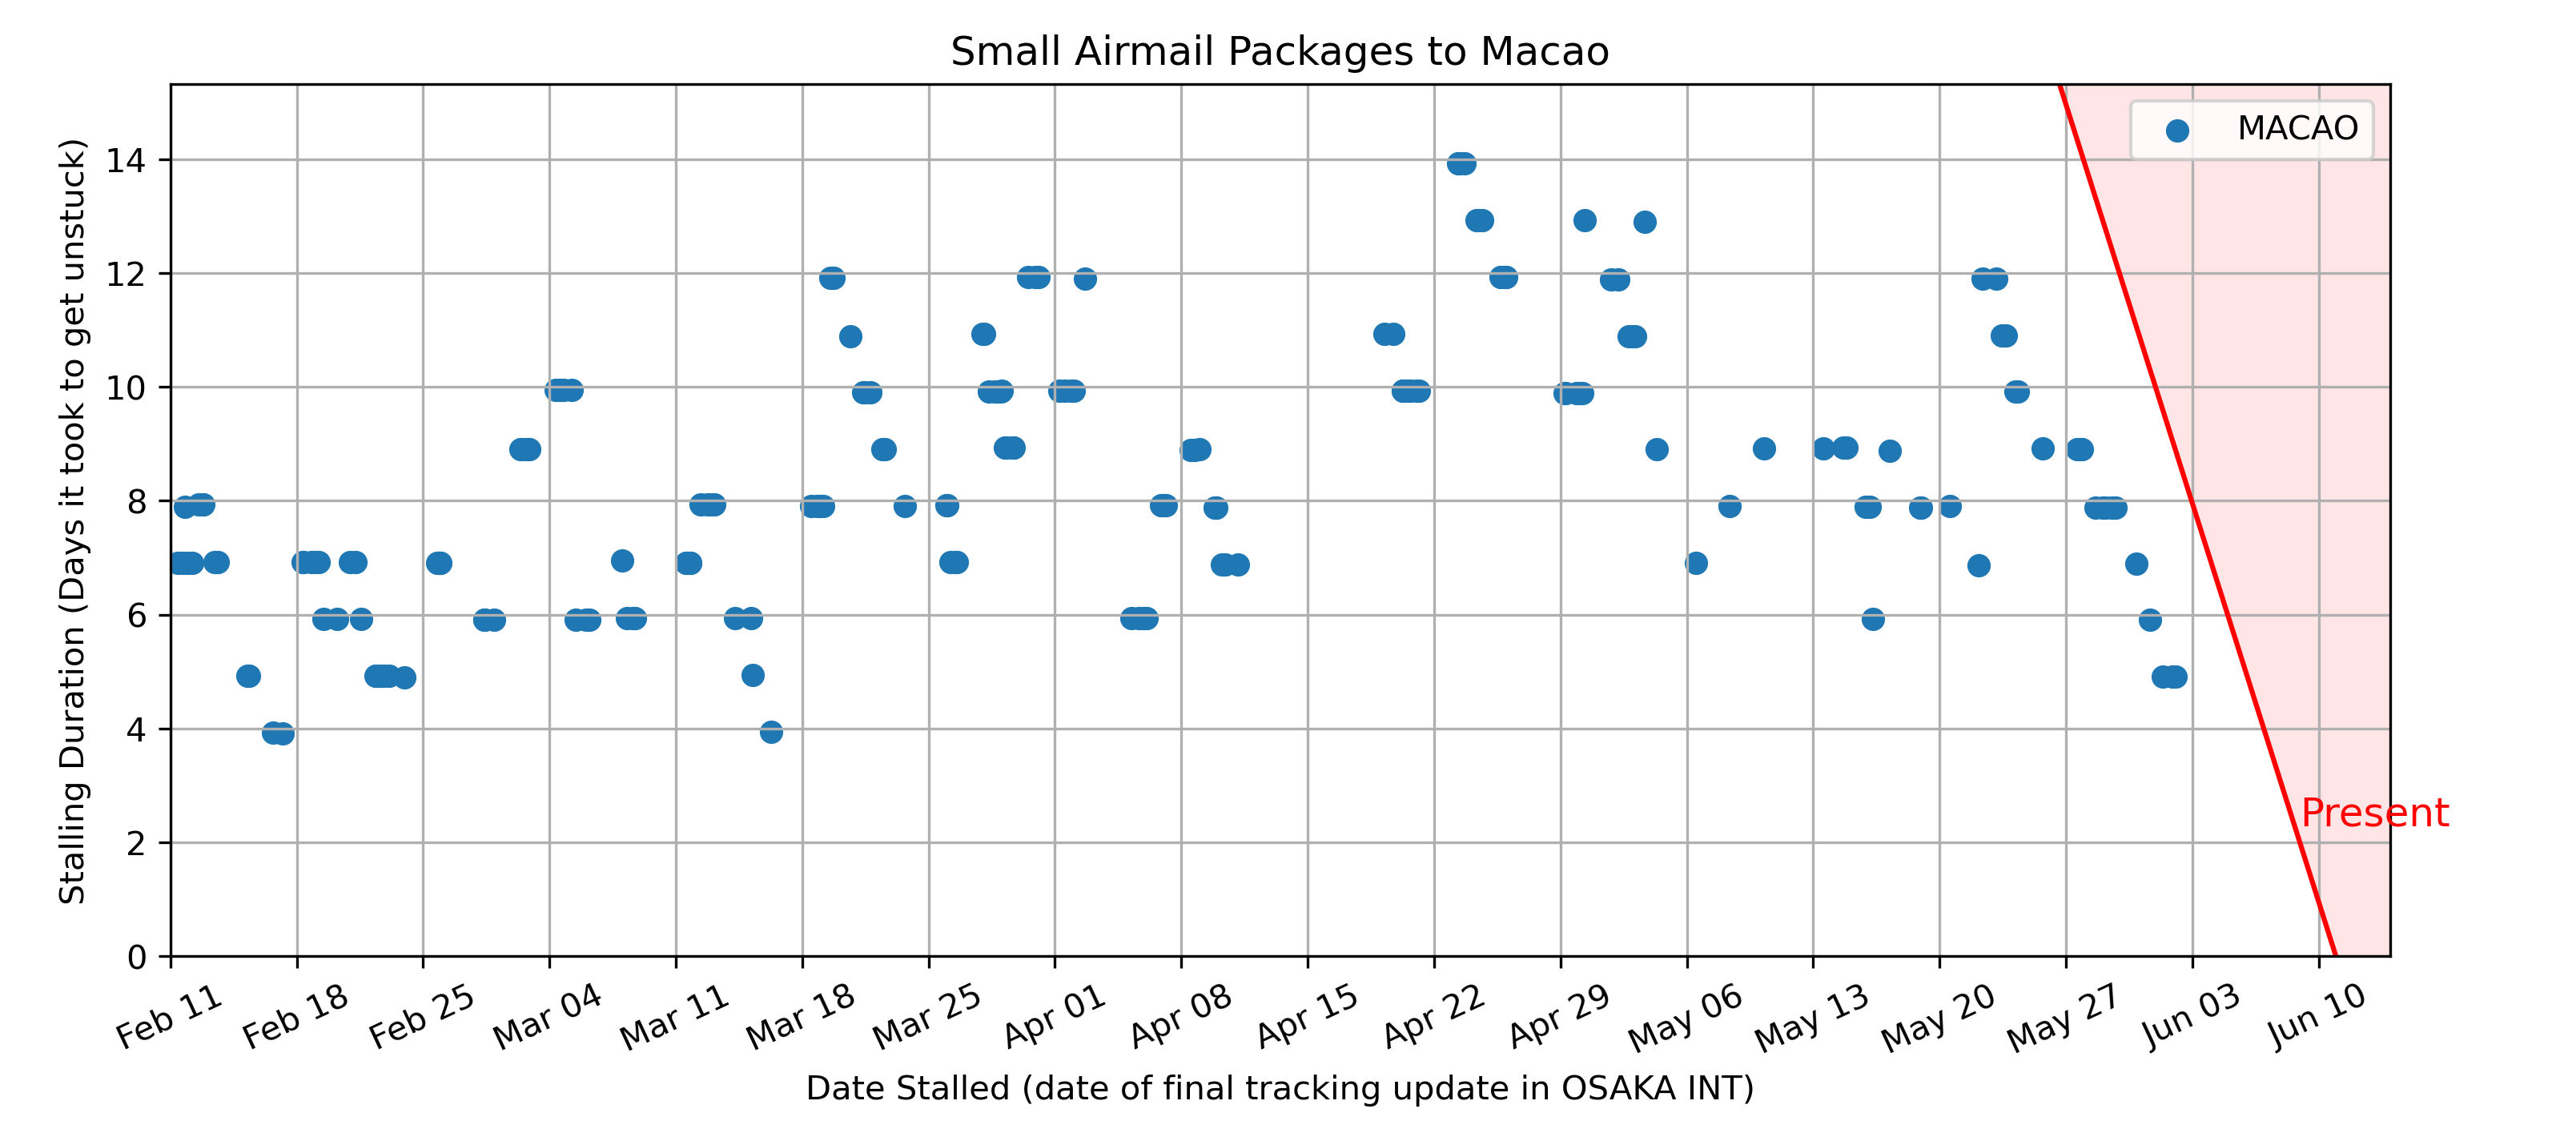 Small Airmail Packages to Macao
MACAO
Stalling Duration (Days it took to get unstuck)
14
12
10
8
6
4
2
0
Present
Feb 11 Feb 18 Feb 25 Mar 04 Mar 11 Mar 18 Mar 25 Apr 01 Apr 08 Apr 15 Apr 22 Apr 29 May 06 May 13 May 20 May 27 Jun 03 Jun 10
Date Stalled (date of final tracking update in OSAKA INT)